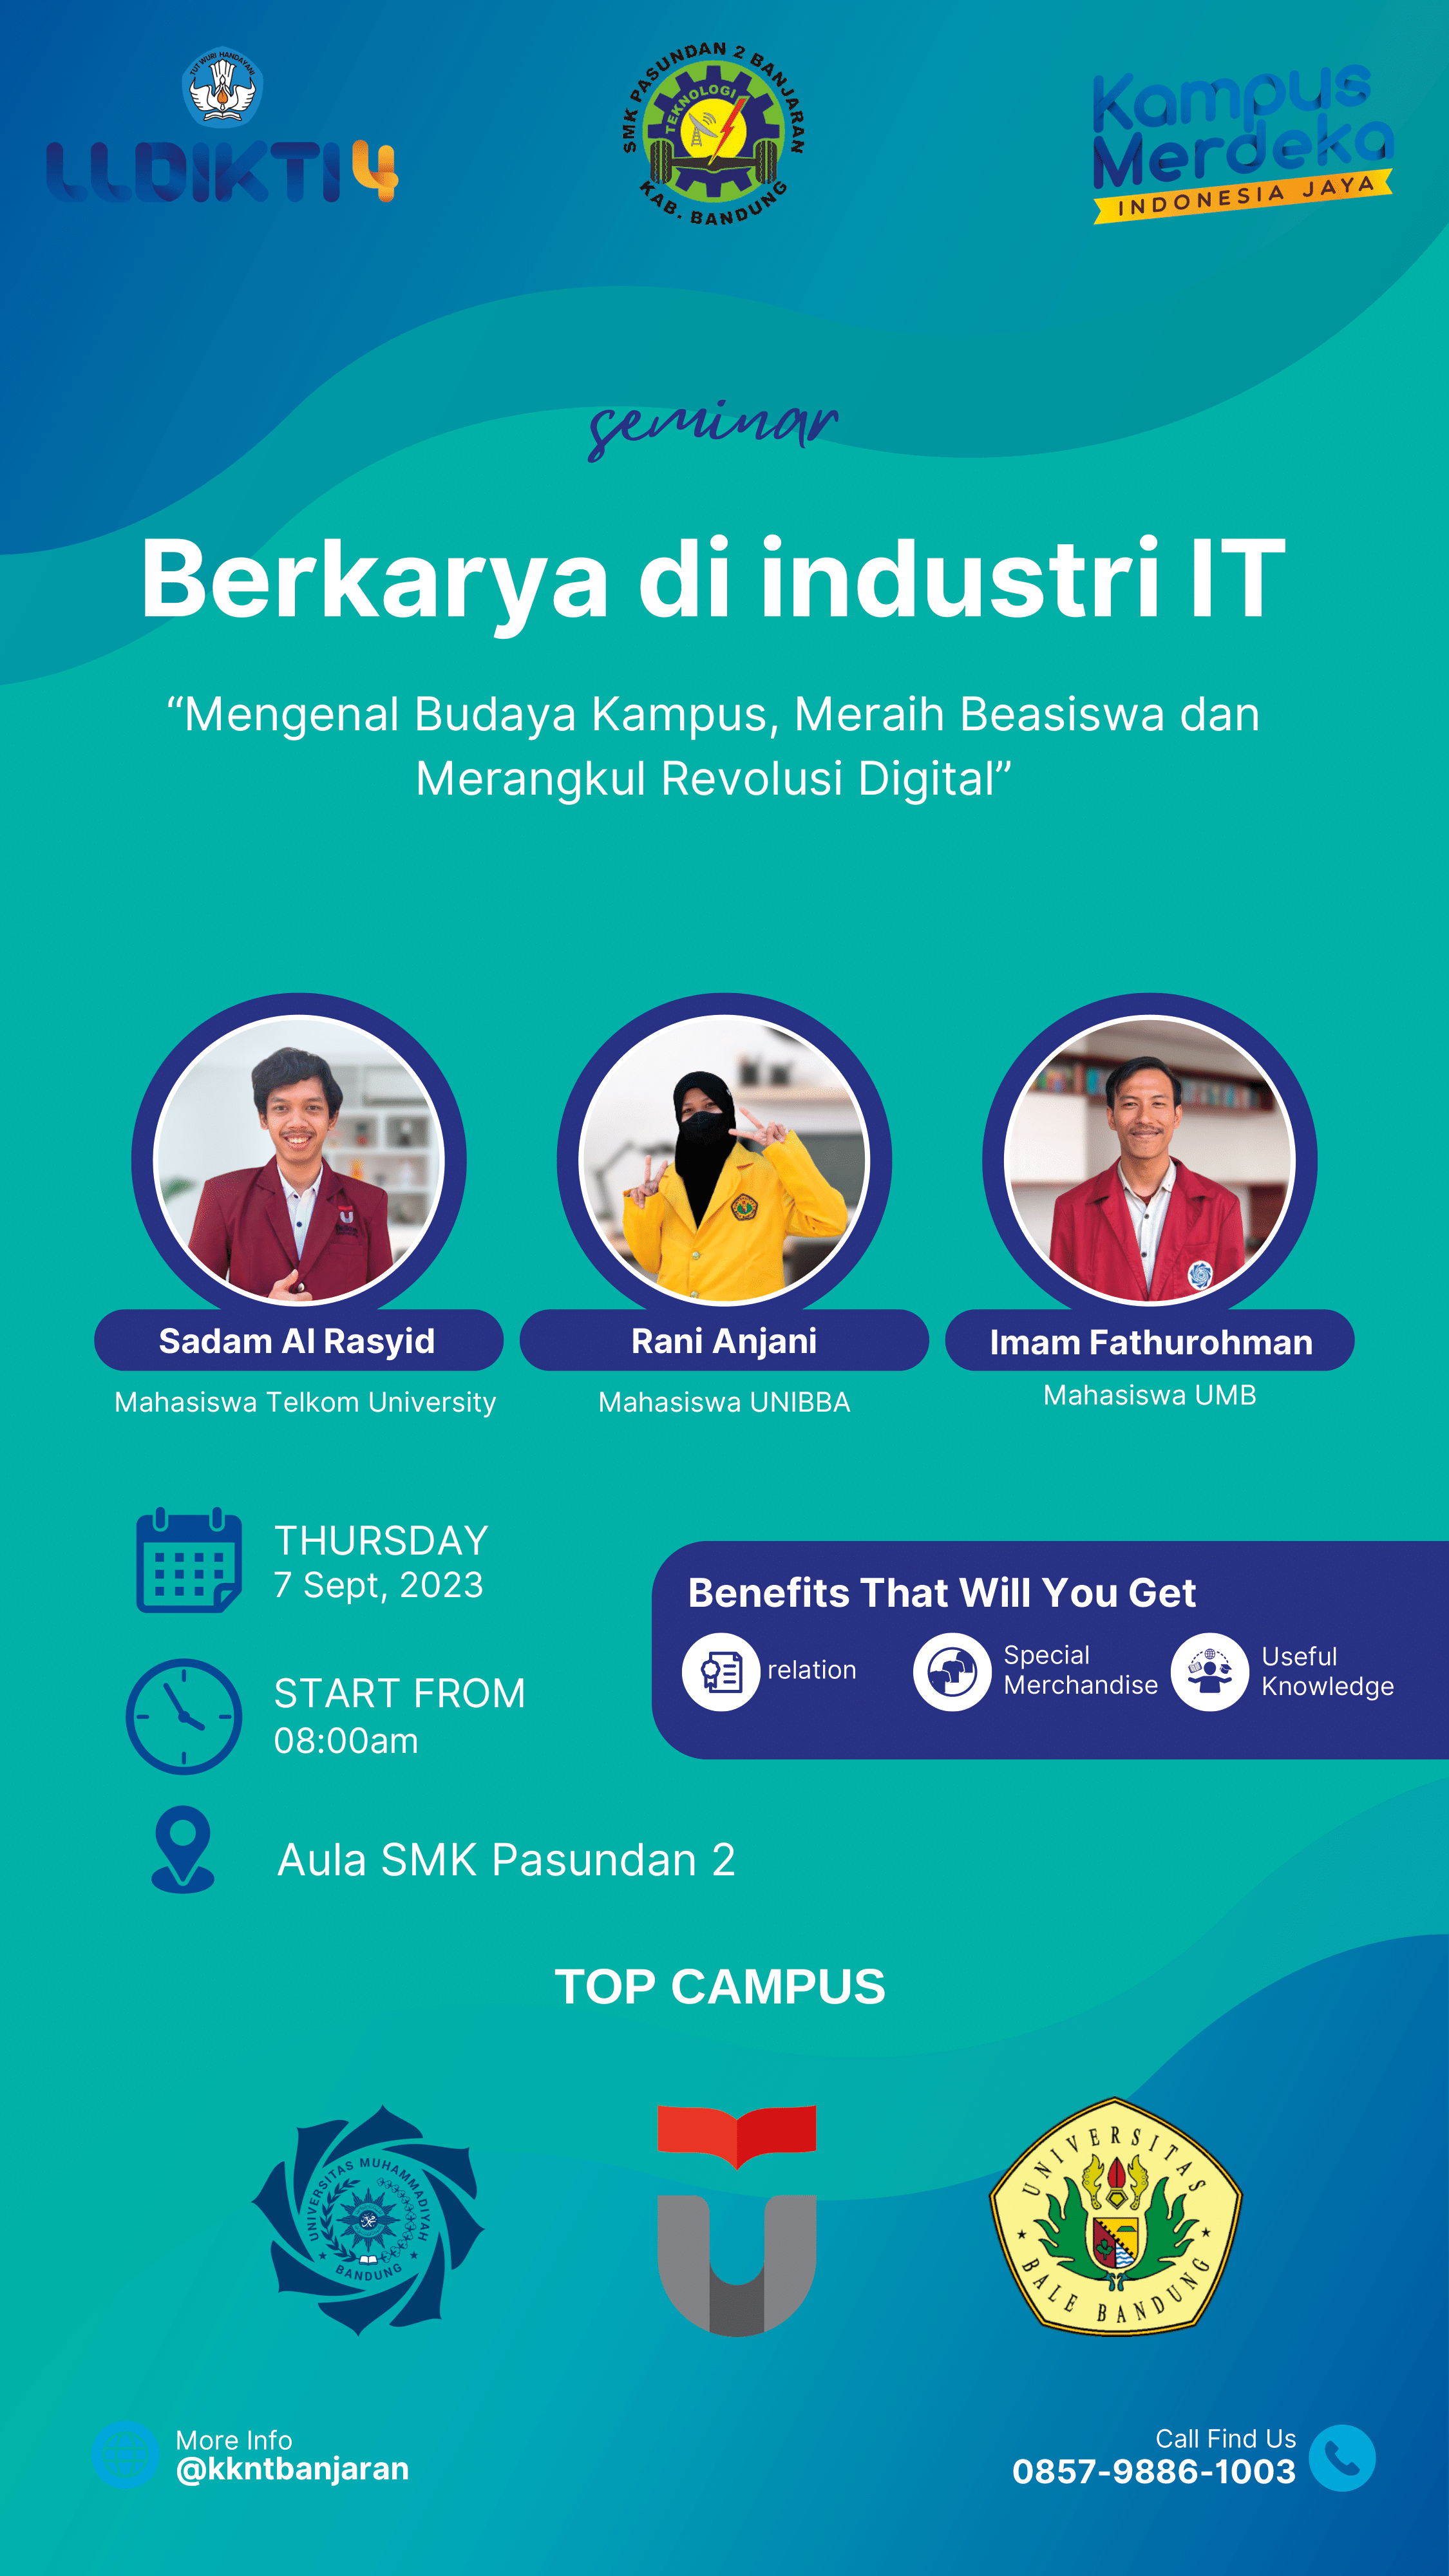 TUT WURI HANDAYANI
LLDIKTI 4
SMK PASUNDAN 2 BANJARAN
TEKNOLOGI
KAB. BANDUNG
Kampus
Merdeka
INDONESIA JAYA
seminar
Berkarya di industri IT
“Mengenal Budaya Kampus, Meraih Beasiswa dan
Merangkul Revolusi Digital”
Sadam Al Rasyid
Mahasiswa Telkom University
Rani Anjani
Mahasiswa UNIBBA
Imam Fathurohman
Mahasiswa UMB
THURSDAY
7 Sept, 2023
START FROM
08:00am
Aula SMK Pasundan 2
Benefits That Will You Get
relation
Special
Merchandise
Useful
Knowledge
TOP CAMPUS
UNIVERSITAS MUHAMMADIYAH
BANDUNG
UNIVERSITAS
BALE BANDUNG
More Info
@kkntbanjaran
Call Find Us
0857-9886-1003